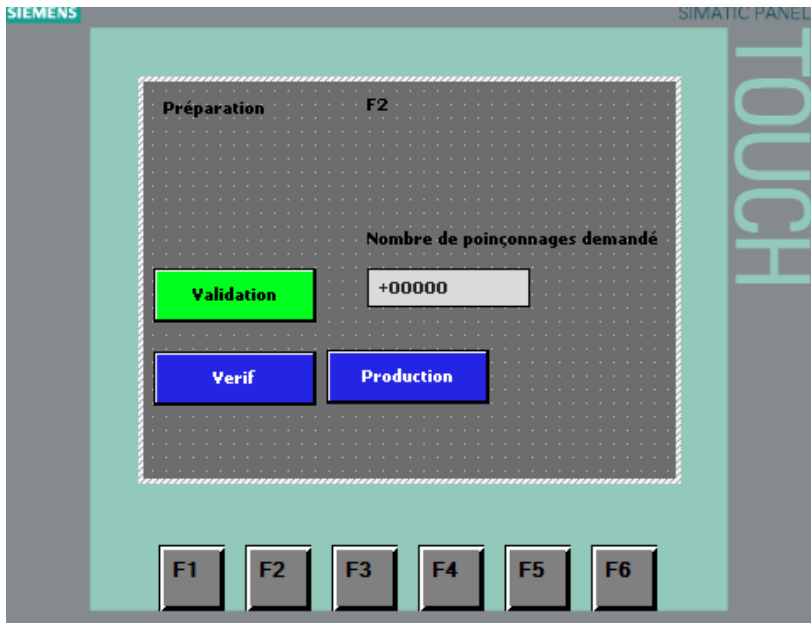 SIEMENS
SIMATIC PANEL
TOUCH
Préparation F2
Nombre de poinçonnages demandé
Validation +00000
Verif Production
F1 F2 F3 F4 F5 F6